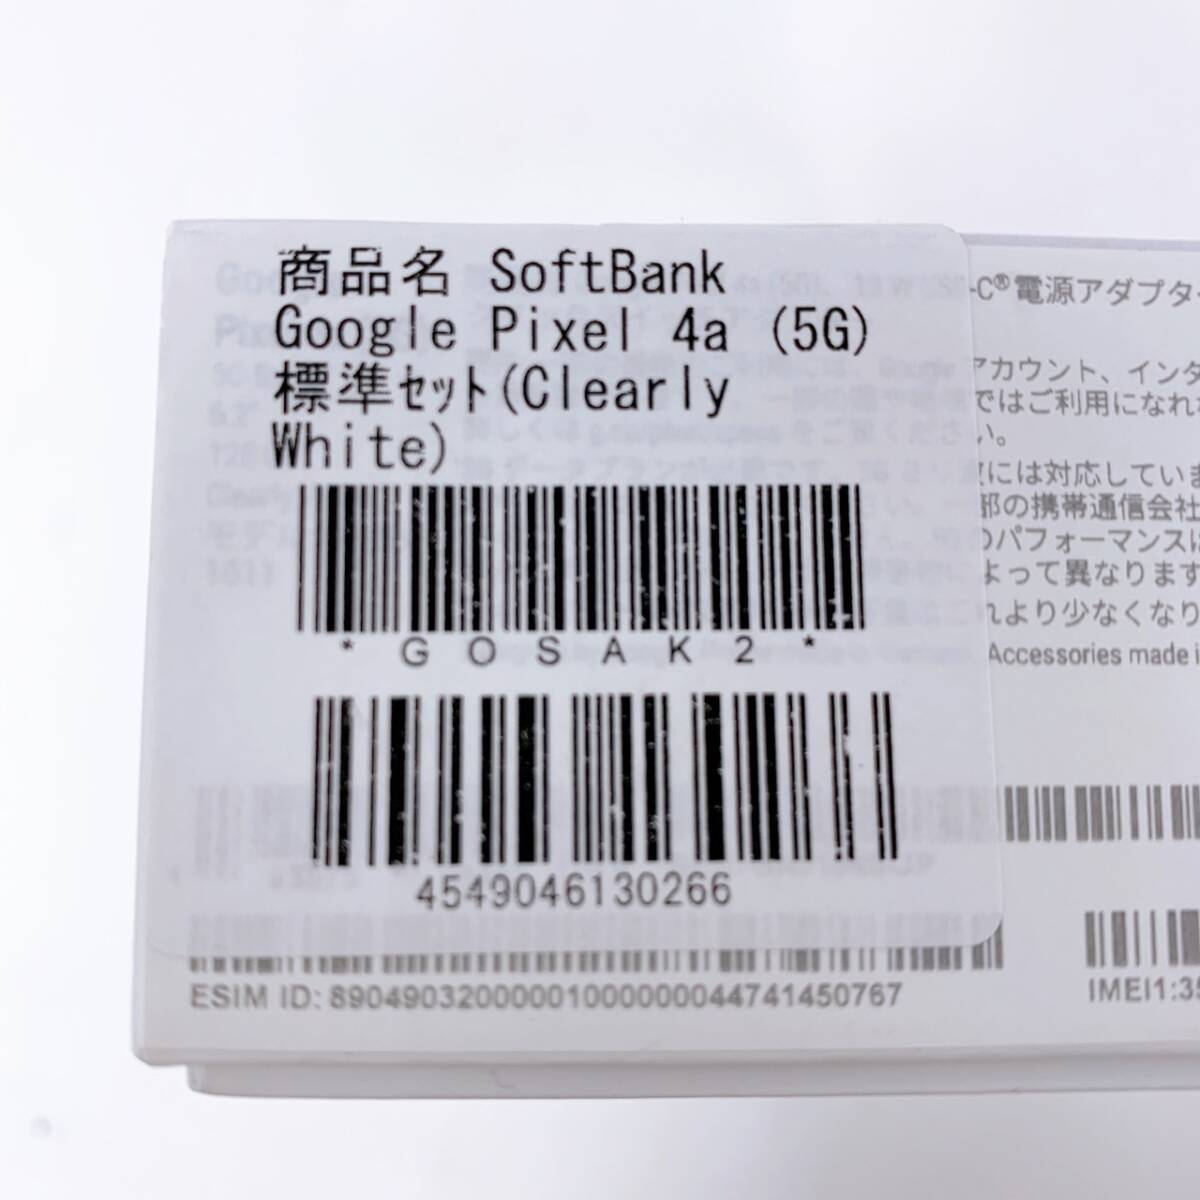 商品名 SoftBank
Google Pixel 4a (5G)
標準ｾｯﾄ(Clearly
White)
*GOSAK2*
4549046130266
-C®電源アダプタ
アカウント、インタ
ではご利用になれ
い。
には対応していま
部の携帯通信会社
のパフォーマンスは
よって異なります
れより少なくなり
Accessories made i
ESIM ID: 89049032000001000000044741450767
IMEI1:35